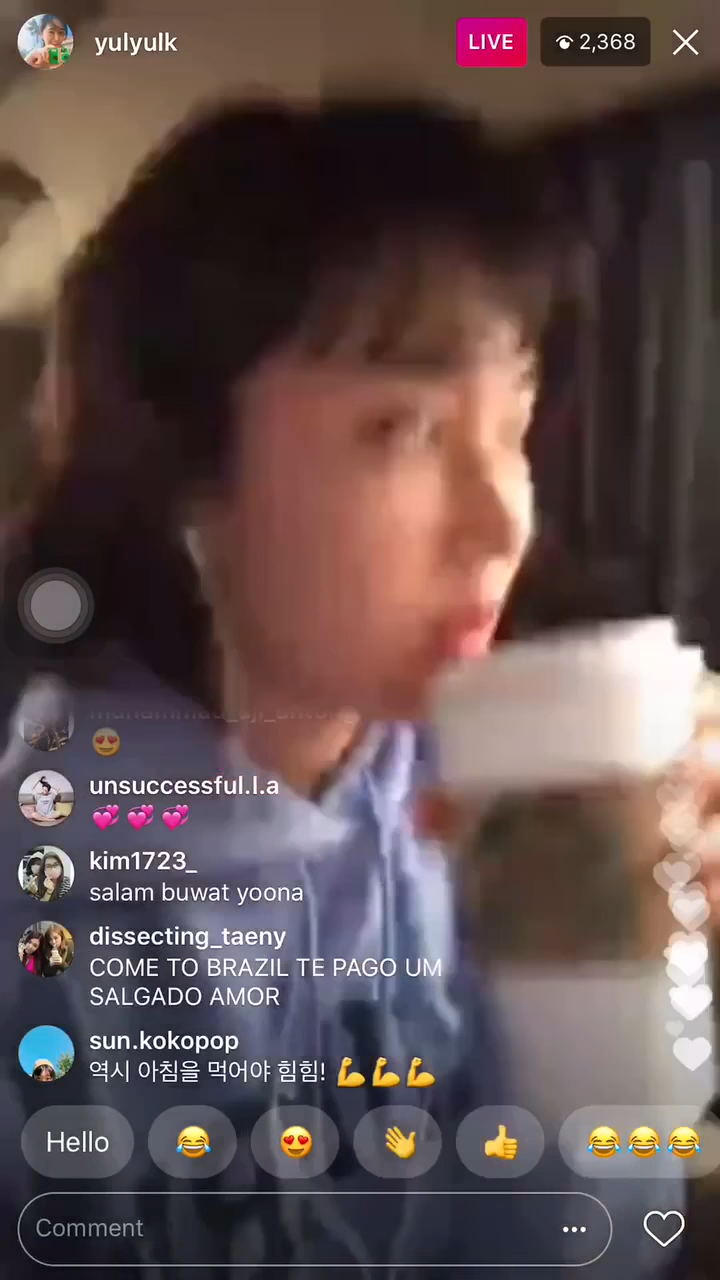 yulyulk
LIVE
2,368
😍
unsuccessful.l.a
💞 💞 💞
kim1723_
salam buwat yoona
dissecting_taeny
COME TO BRAZIL TE PAGO UM
SALGADO AMOR
sun.kokopop
역시 아침을 먹어야 힘힘! 💪💪💪
Hello 😂 😍 👋 👍 😂😂😂
Comment